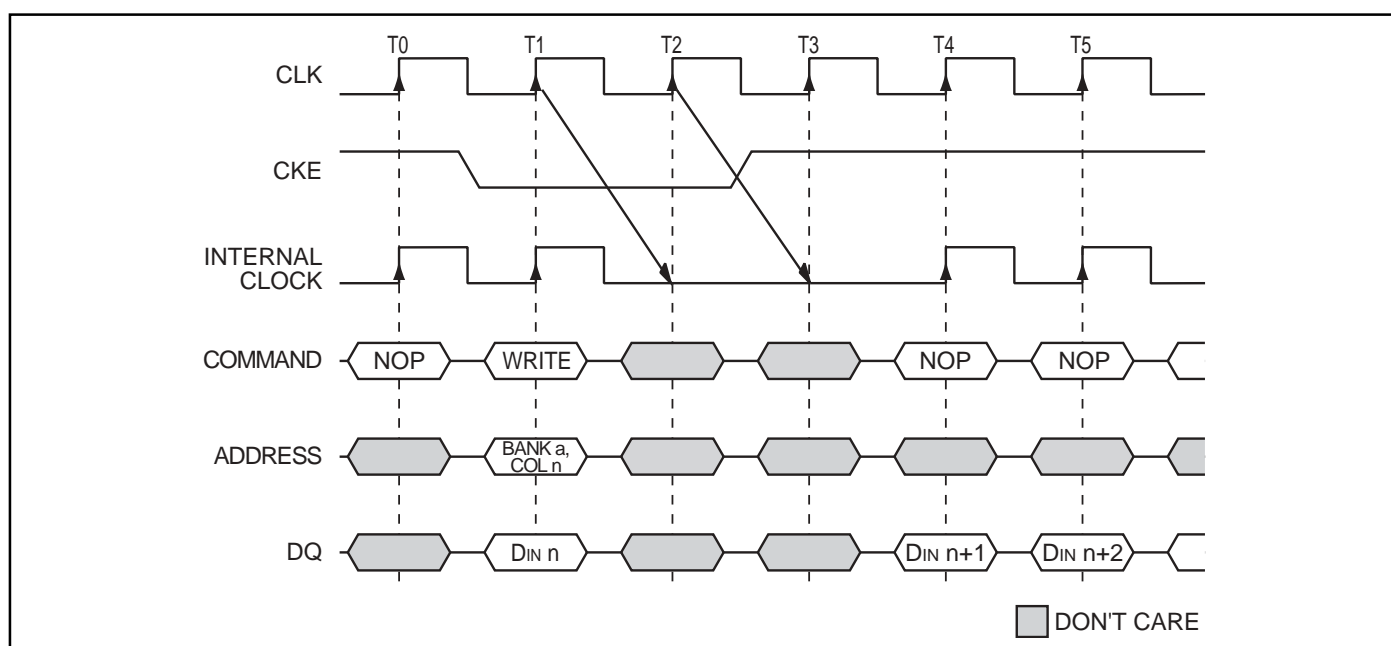 T0 T1 T2 T3 T4 T5
CLK
CKE
INTERNAL
CLOCK
COMMAND NOP WRITE NOP NOP
ADDRESS BANK a,
COL n
DQ DIN n DIN n+1 DIN n+2
DON'T CARE